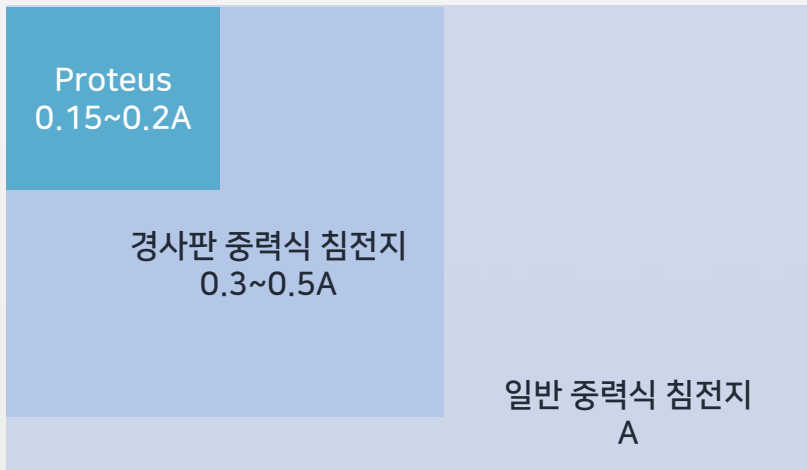 Proteus
0.15~0.2A
경사판 중력식 침전지
0.3~0.5A
일반 중력식 침전지
A